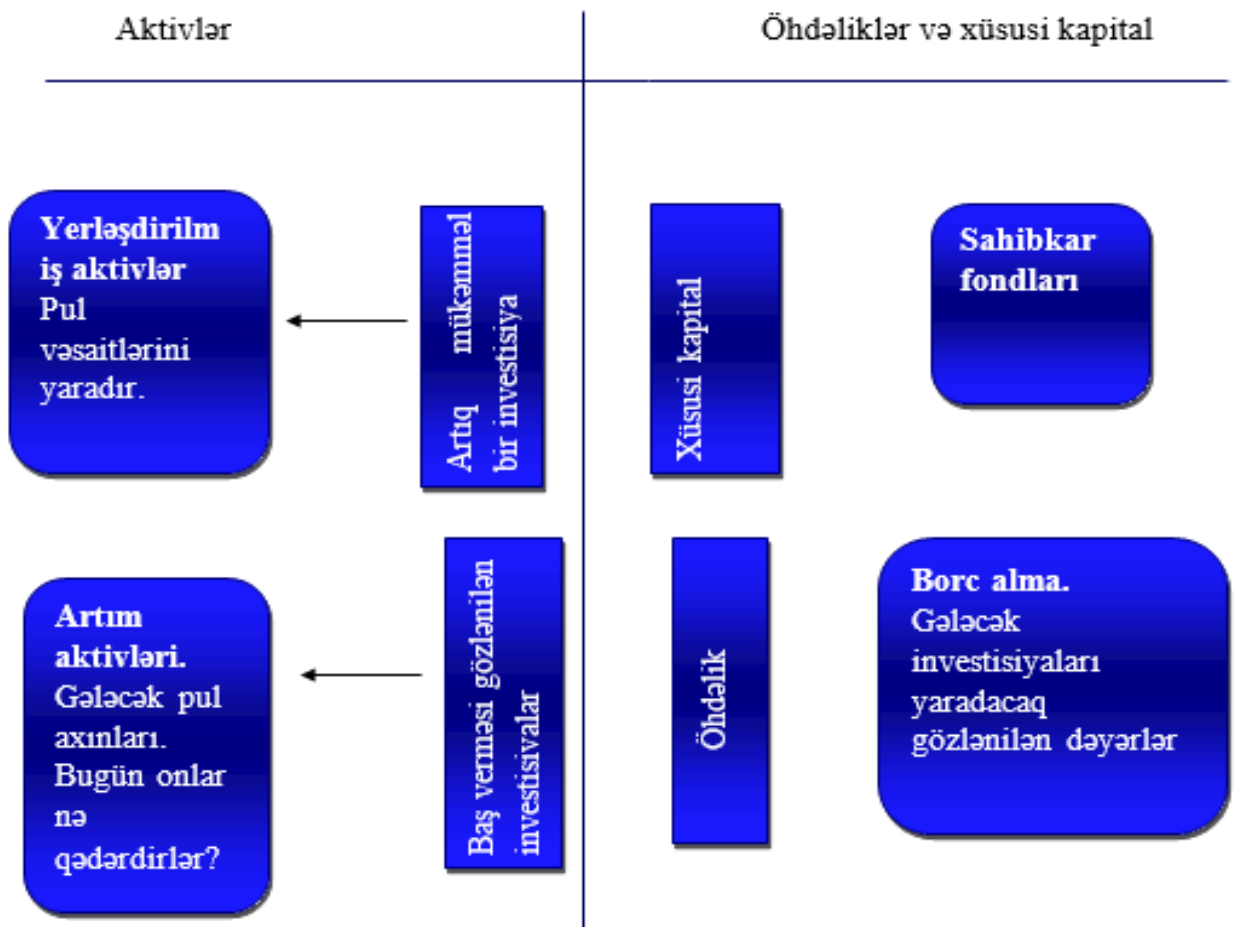 Aktivlər
Öhdəliklər və xüsusi kapital
Yerləşdirilm
iş aktivlər
Pul
vəsaitlərini
yaradır.
Artıq mükəmməl
bir investisiya
Xüsusi kapital
Sahibkar
fondları
Artım
aktivləri.
Gələcək pul
axınları.
Bugün onlar
nə
qədərdirlər?
Baş verməsi gözlənilən
investisiyalar
Öhdəlik
Borc alma.
Gələcək
investisiyaları
yaradacaq
gözlənilən dəyərlər